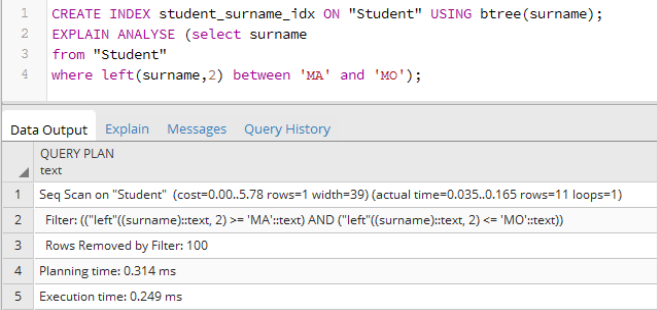 1 CREATE INDEX student_surname_idx ON "Student" USING btree(surname);
2 EXPLAIN ANALYSE (select surname
3 from "Student"
4 where left(surname,2) between 'MA' and 'MO');
Data Output Explain Messages Query History
QUERY PLAN
text
1 Seq Scan on "Student" (cost=0.00..5.78 rows=1 width=39) (actual time=0.035..0.165 rows=11 loops=1)
2 Filter: (("left"((surname)::text, 2) >= 'MA'::text) AND ("left"((surname)::text, 2) <= 'MO'::text))
3 Rows Removed by Filter: 100
4 Planning time: 0.314 ms
5 Execution time: 0.249 ms